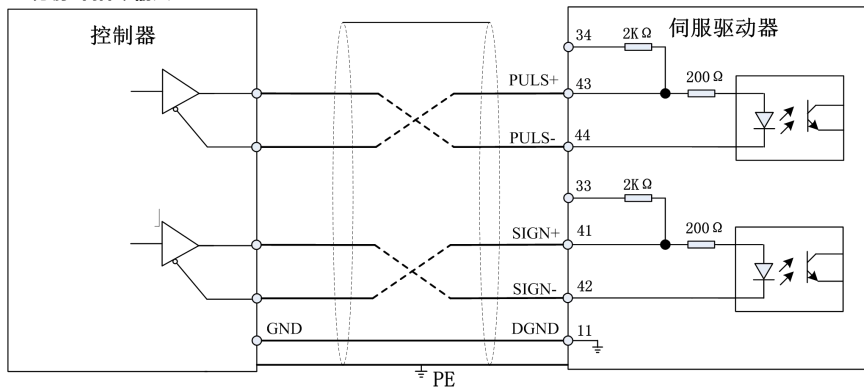 控制器
伺服驱动器
34
2KΩ
PULS+
43
200Ω
PULS-
44
33
2KΩ
SIGN+
41
200Ω
SIGN-
42
GND
DGND
11
PE